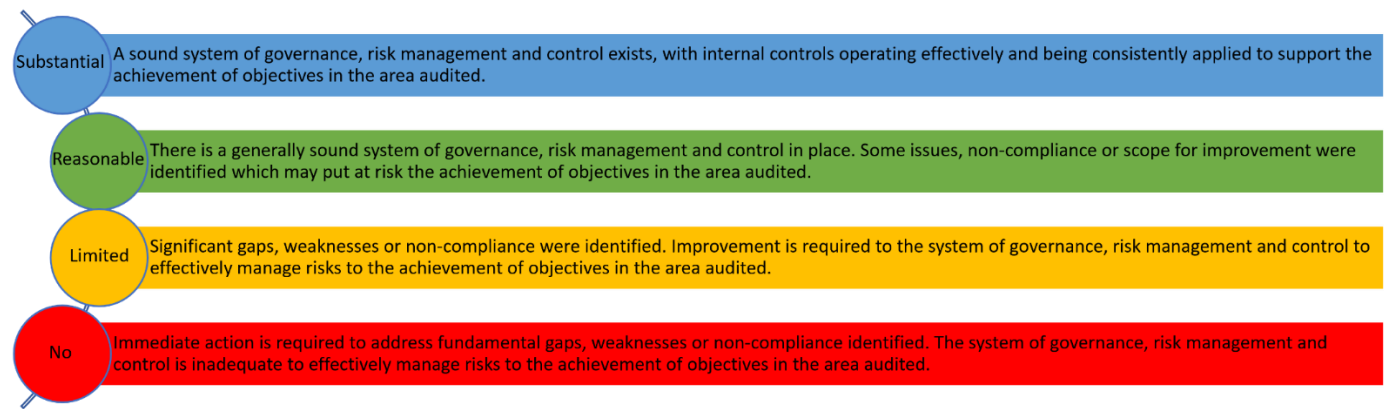 Substantial
A sound system of governance, risk management and control exists, with internal controls operating effectively and being consistently applied to support the
achievement of objectives in the area audited.
Reasonable
There is a generally sound system of governance, risk management and control in place. Some issues, non-compliance or scope for improvement were
identified which may put at risk the achievement of objectives in the area audited.
Limited
Significant gaps, weaknesses or non-compliance were identified. Improvement is required to the system of governance, risk management and control to
effectively manage risks to the achievement of objectives in the area audited.
No
Immediate action is required to address fundamental gaps, weaknesses or non-compliance identified. The system of governance, risk management and
control is inadequate to effectively manage risks to the achievement of objectives in the area audited.